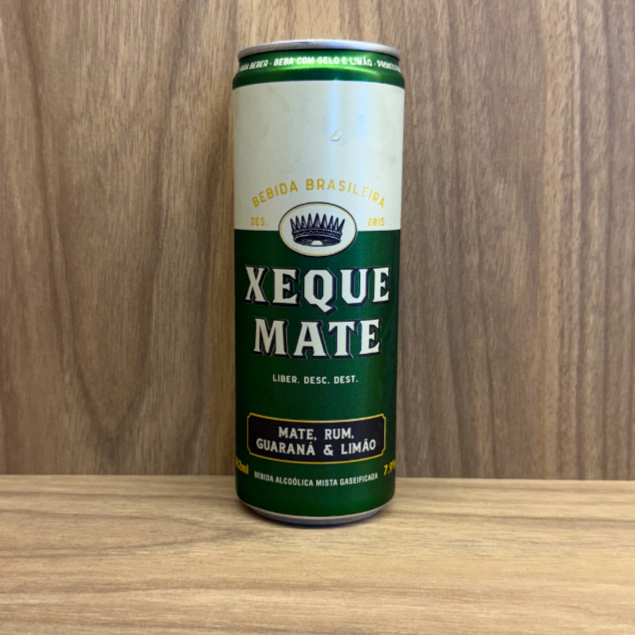 BEBER - BEBA COM GELO E LIMÃO -
BEBIDA BRASILEIRA
DES. 2015
XEQUE
MATE
LIBER. DESC. DEST.
MATE, RUM,
GUARANÁ & LIMÃO
BEBIDA ALCOÓLICA MISTA GASEIFICADA